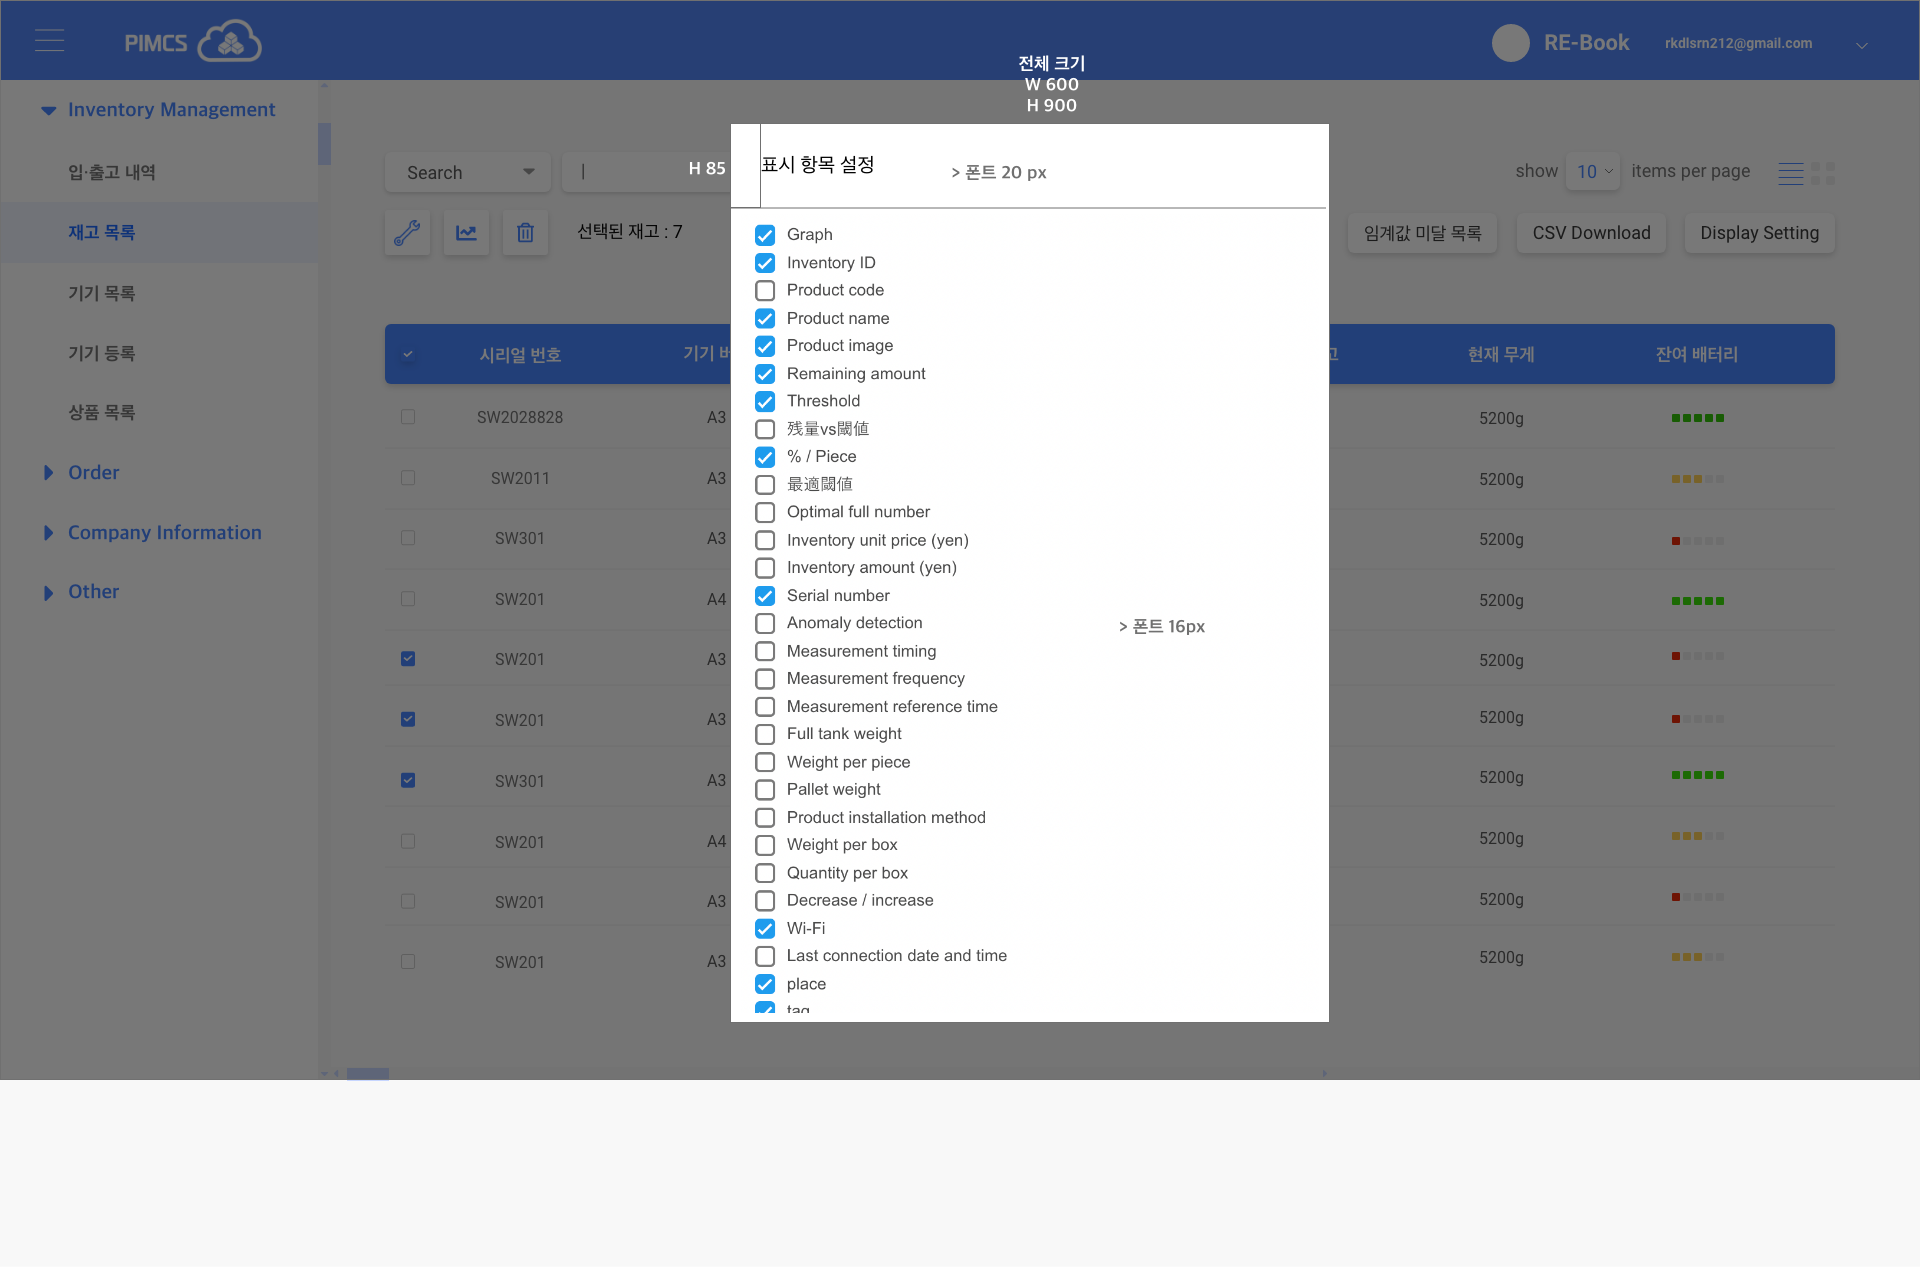 PIMCS
RE-Book
rkdlsrn212@gmail.com
전체 크기
W 600
H 900
Inventory Management
입·출고 내역
재고 목록
기기 목록
기기 등록
상품 목록
Order
Company Information
Other
Search
|
H 85
show
10
items per page
선택된 재고 : 7
임계값 미달 목록
CSV Download
Display Setting
표시 항목 설정
> 폰트 20 px
Graph
Inventory ID
Product code
Product name
Product image
Remaining amount
Threshold
残量vs閾値
% / Piece
最適閾値
Optimal full number
Inventory unit price (yen)
Inventory amount (yen)
Serial number
Anomaly detection
> 폰트 16px
Measurement timing
Measurement frequency
Measurement reference time
Full tank weight
Weight per piece
Pallet weight
Product installation method
Weight per box
Quantity per box
Decrease / increase
Wi-Fi
Last connection date and time
place
tag
시리얼 번호
기기 버
고
현재 무게
잔여 배터리
SW2028828 A3 5200g
SW2011 A3 5200g
SW301 A3 5200g
SW201 A4 5200g
SW201 A3 5200g
SW201 A3 5200g
SW301 A3 5200g
SW201 A4 5200g
SW201 A3 5200g
SW201 A3 5200g